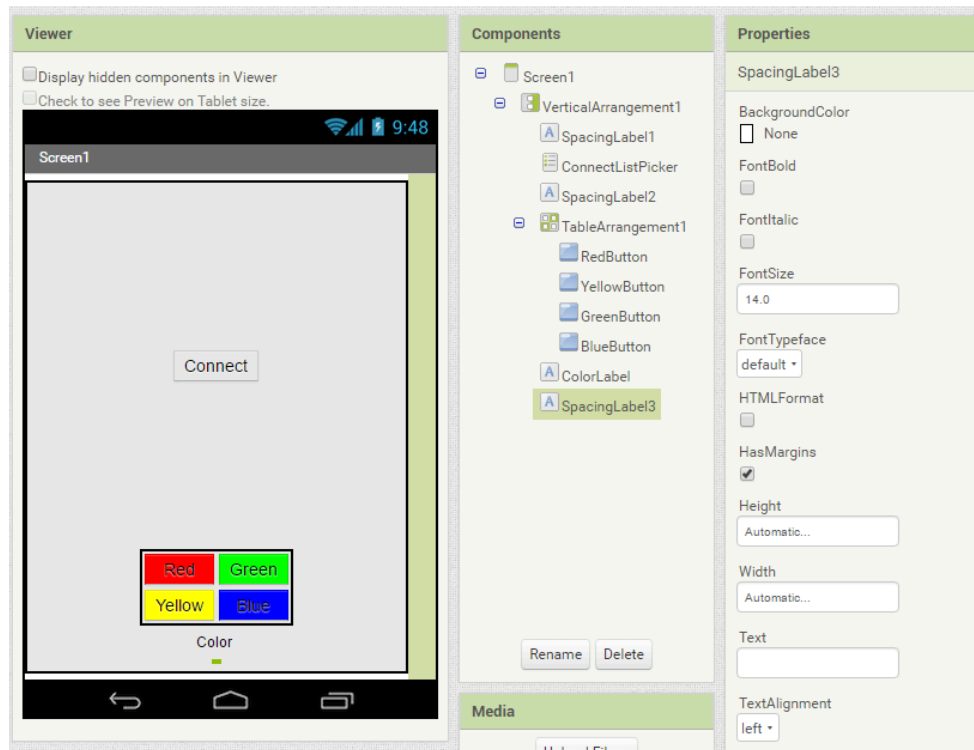 Viewer
Display hidden components in Viewer
Check to see Preview on Tablet size.
9:48
Screen1
Connect
Red Green
Yellow Blue
Color
Components
Screen1
VerticalArrangement1
A SpacingLabel1
ConnectListPicker
A SpacingLabel2
TableArrangement1
RedButton
YellowButton
GreenButton
BlueButton
A ColorLabel
A SpacingLabel3
Rename Delete
Media
Properties
SpacingLabel3
BackgroundColor
None
FontBold
FontItalic
FontSize
14.0
FontTypeface
default
HTMLFormat
HasMargins
Height
Automatic...
Width
Automatic...
Text
TextAlignment
left